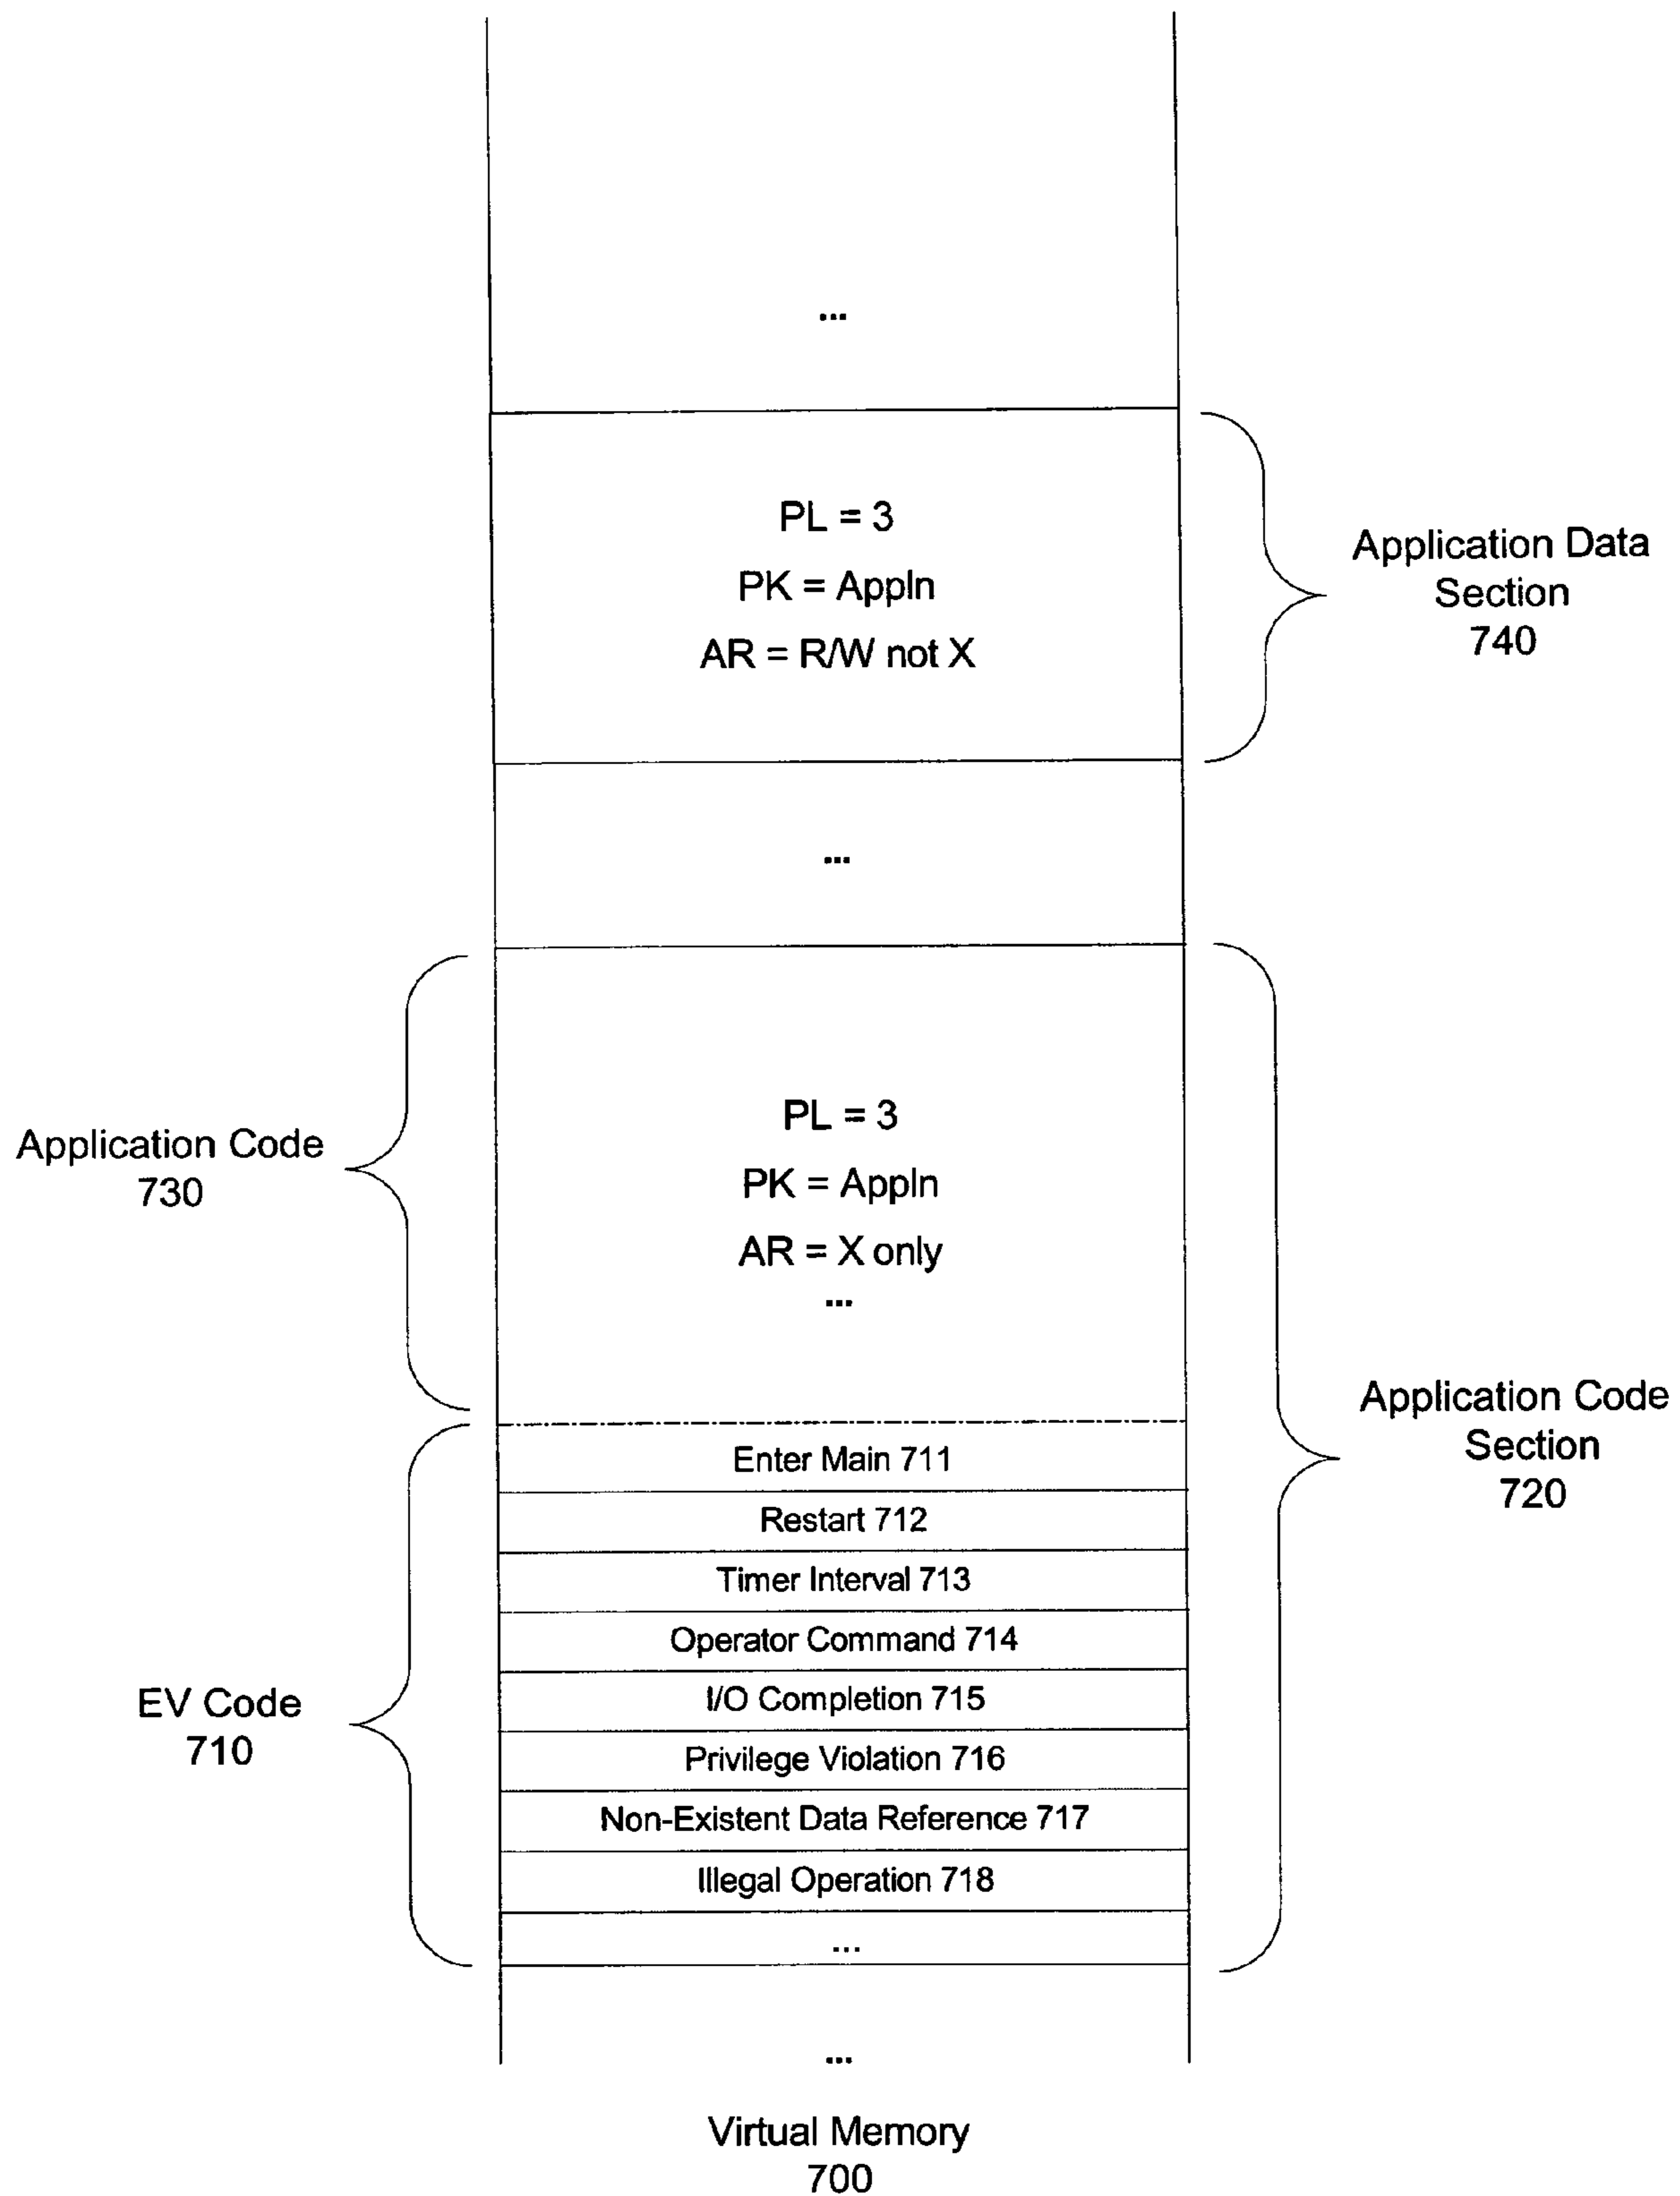 ...
PL = 3
PK = Appln
AR = R/W not X
Application Data
Section
740
...
PL = 3
PK = Appln
AR = X only
...
Application Code
730
Enter Main 711
Restart 712
Timer Interval 713
Operator Command 714
I/O Completion 715
Privilege Violation 716
Non-Existent Data Reference 717
Illegal Operation 718
...
EV Code
710
Application Code
Section
720
...
Virtual Memory
700